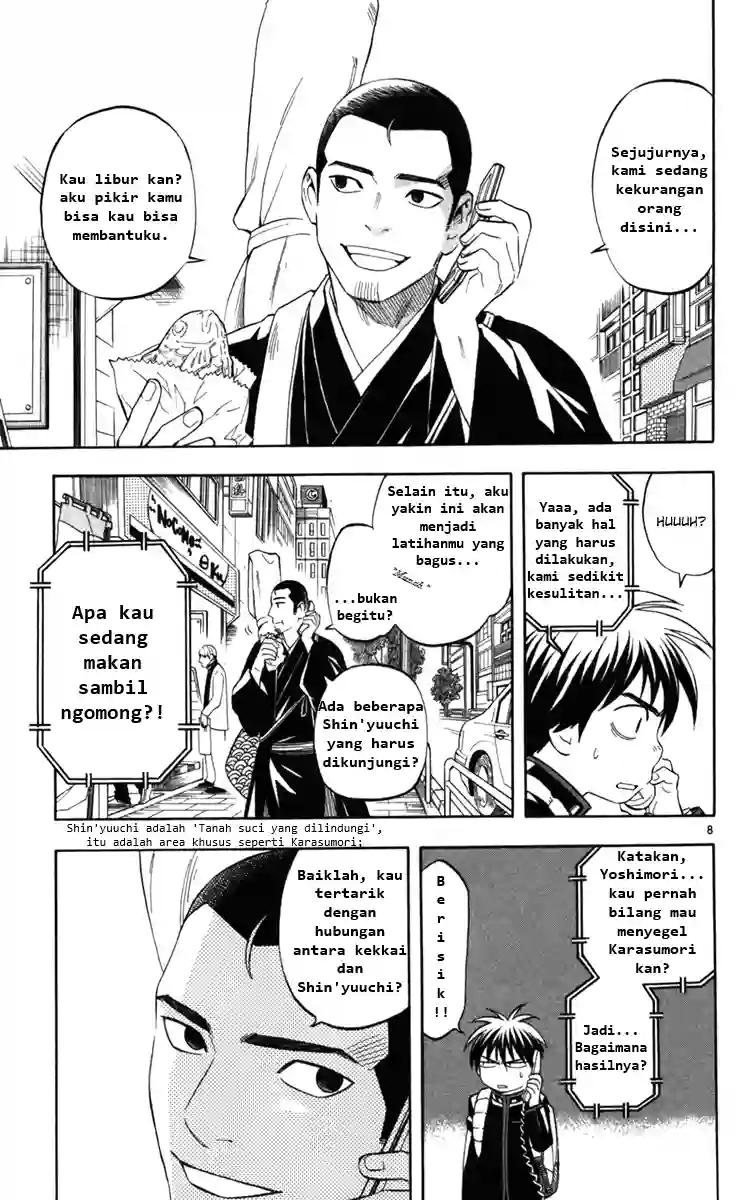 Sejujurnya,
kami sedang
kekurangan
orang
disini...
Kau libur kan?
aku pikir kamu
bisa kau bisa
membantuku.
HUUUH?
Yaaa, ada
banyak hal
yang harus
dilakukan,
kami sedikit
kesulitan...
Selain itu, aku
yakin ini akan
menjadi
latihanmu yang
bagus...
...bukan
begitu?
NoCoNo
Ada beberapa
Shin'yuuchi
yang harus
dikunjungi?
Apa kau
sedang
makan
sambil
ngomong?!
Shin'yuuchi adalah 'Tanah suci yang dilindungi',
itu adalah area khusus seperti Karasumori;
8
Katakan,
Yoshimori...
kau pernah
bilang mau
menyegel
Karasumori
kan?
Jadi...
Bagaimana
hasilnya?
B
e
r
i
s
i
k
!!
Baiklah, kau
tertarik
dengan
hubungan
antara kekkai
dan
Shin'yuuchi?